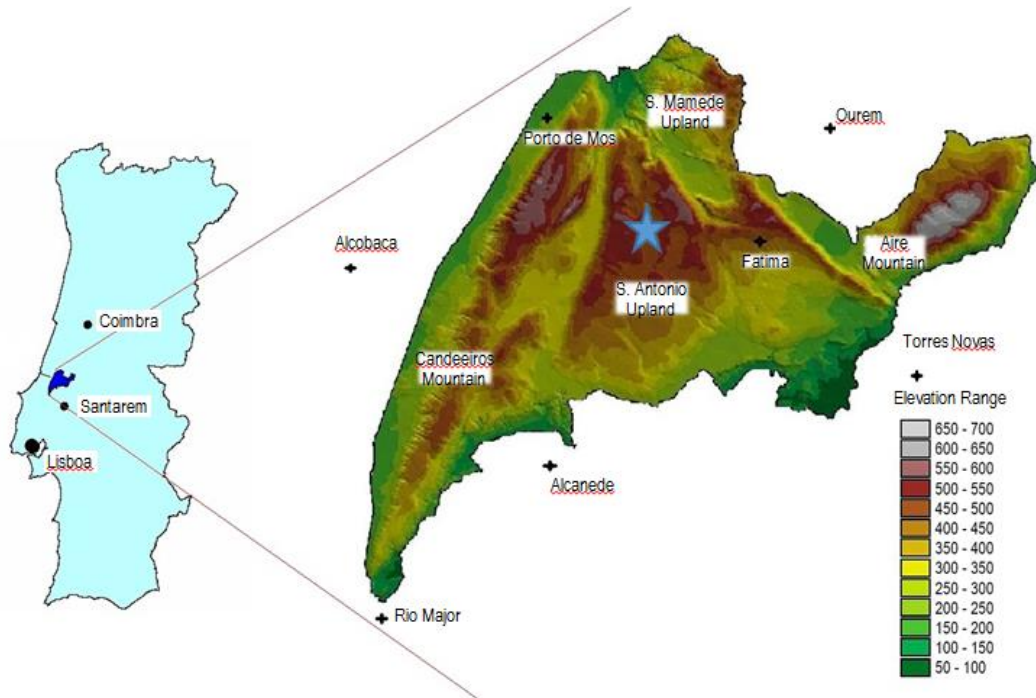 Coimbra
Santarem
Lisboa
S. Mamede
Upland
Porto de Mos
Ourem
Alcobaca
Aire
Mountain
Fatima
S. Antonio
Upland
Candeeiros
Mountain
Torres Novas
Alcanede
Rio Major
Elevation Range
650 - 700
600 - 650
550 - 600
500 - 550
450 - 500
400 - 450
350 - 400
300 - 350
250 - 300
200 - 250
150 - 200
100 - 150
50 - 100